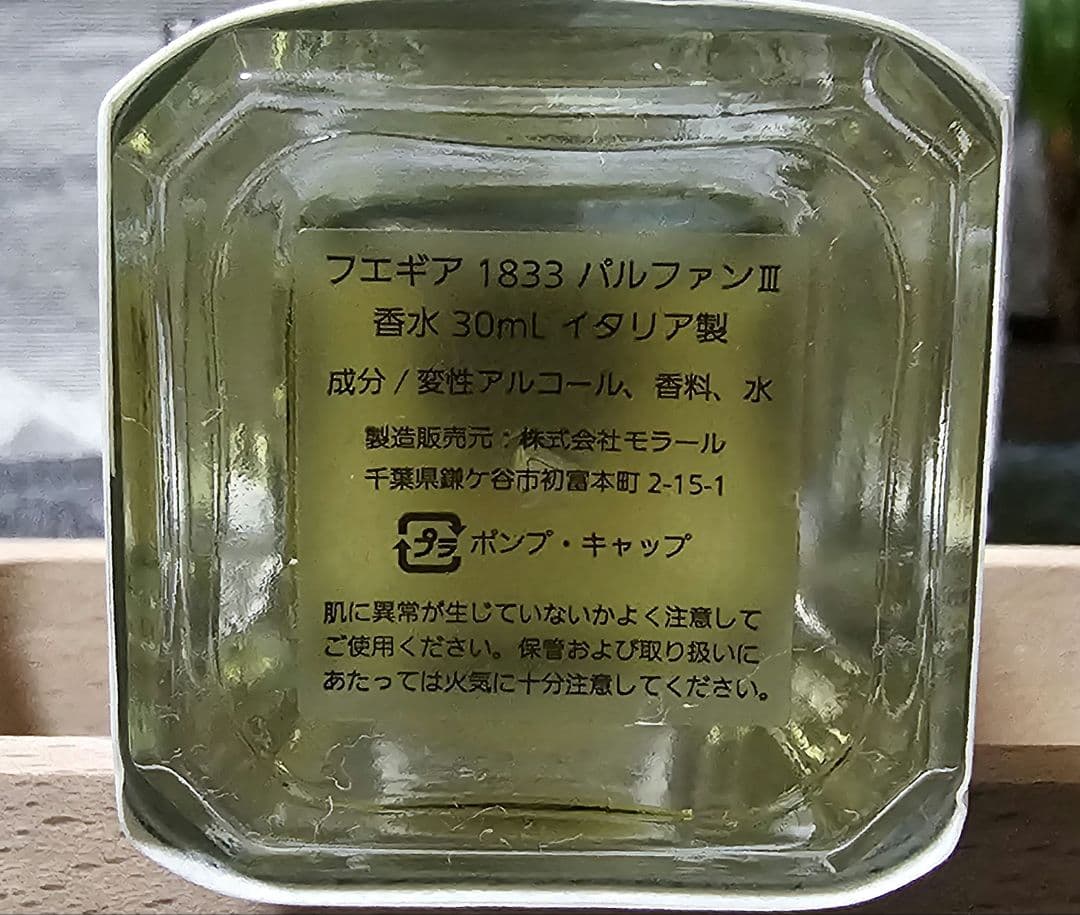 フエギア 1833 パルファンⅢ
香水 30mL イタリア製
成分 / 変性アルコール、香料、水
製造販売元：株式会社モラール
千葉県鎌ケ谷市初富本町 2-15-1
プラ ポンプ・キャップ
肌に異常が生じていないかよく注意して
ご使用ください。保管および取り扱いに
あたっては火気に十分注意してください。